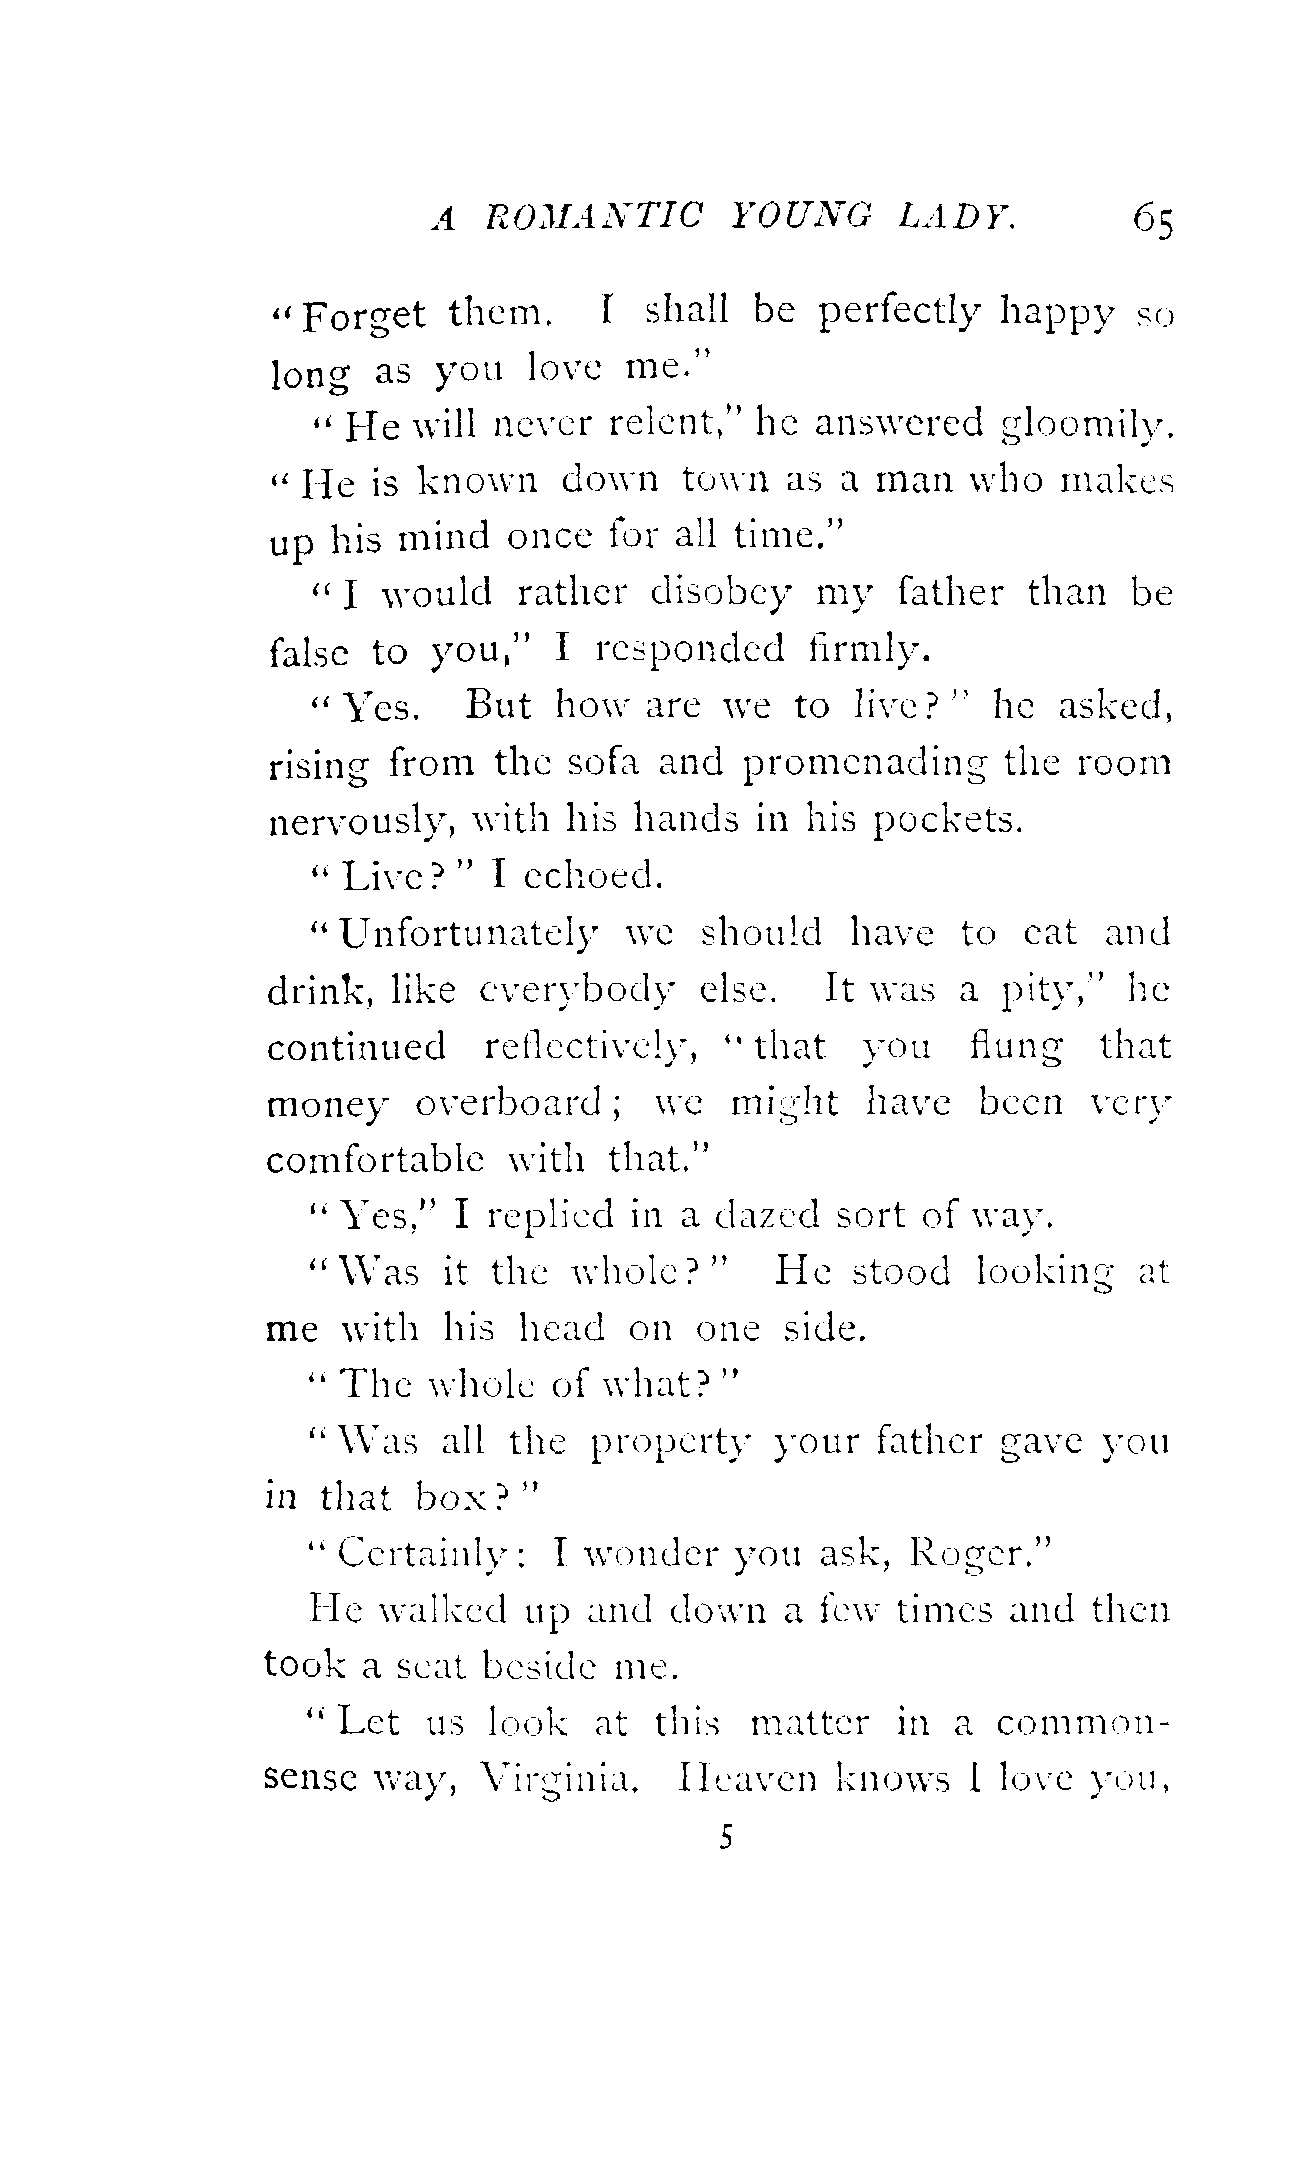 A ROMANTIC YOUNG LADY. 65
“Forget them. I shall be perfectly happy so
long as you love me.”
“He will never relent,” he answered gloomily.
“He is known down town as a man who makes
up his mind once for all time.”
“I would rather disobey my father than be
false to you,” I responded firmly.
“Yes. But how are we to live?” he asked,
rising from the sofa and promenading the room
nervously, with his hands in his pockets.
“Live?” I echoed.
“Unfortunately we should have to eat and
drink, like everybody else. It was a pity,” he
continued reflectively, “that you flung that
money overboard; we might have been very
comfortable with that.”
“Yes,” I replied in a dazed sort of way.
“Was it the whole?” He stood looking at
me with his head on one side.
“The whole of what?”
“Was all the property your father gave you
in that box?”
“Certainly: I wonder you ask, Roger.”
He walked up and down a few times and then
took a seat beside me.
“Let us look at this matter in a common-
sense way, Virginia. Heaven knows I love you,
5